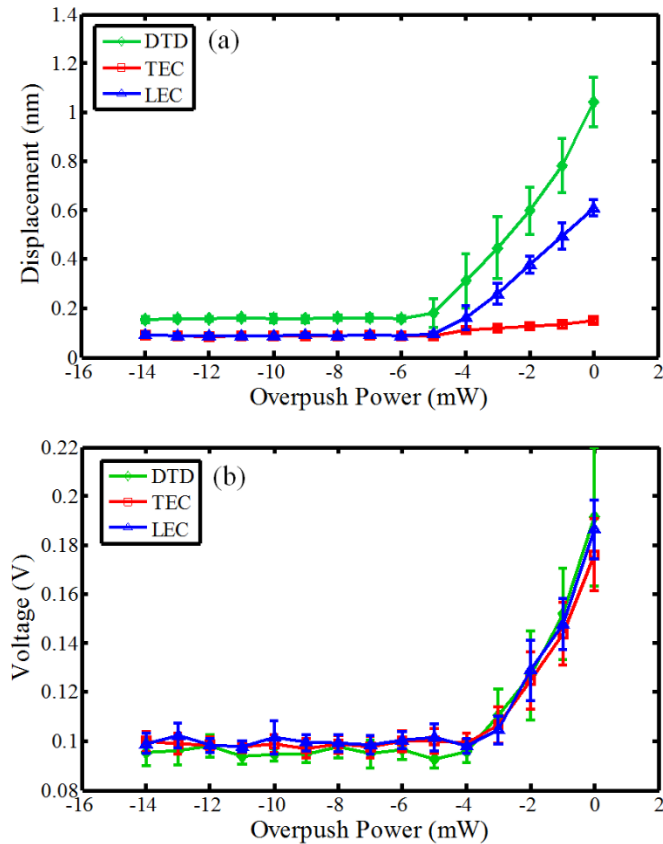 1.4
(a)
DTD
1.2
TEC
1
LEC
0.8
0.6
0.4
0.2
0
Displacement (nm)
-16 -14 -12 -10 -8 -6 -4 -2 0 2
Overpush Power (mW)
0.22
(b)
DTD
0.2
TEC
LEC
0.18
0.16
0.14
0.12
0.1
0.08
Voltage (V)
-16 -14 -12 -10 -8 -6 -4 -2 0 2
Overpush Power (mW)